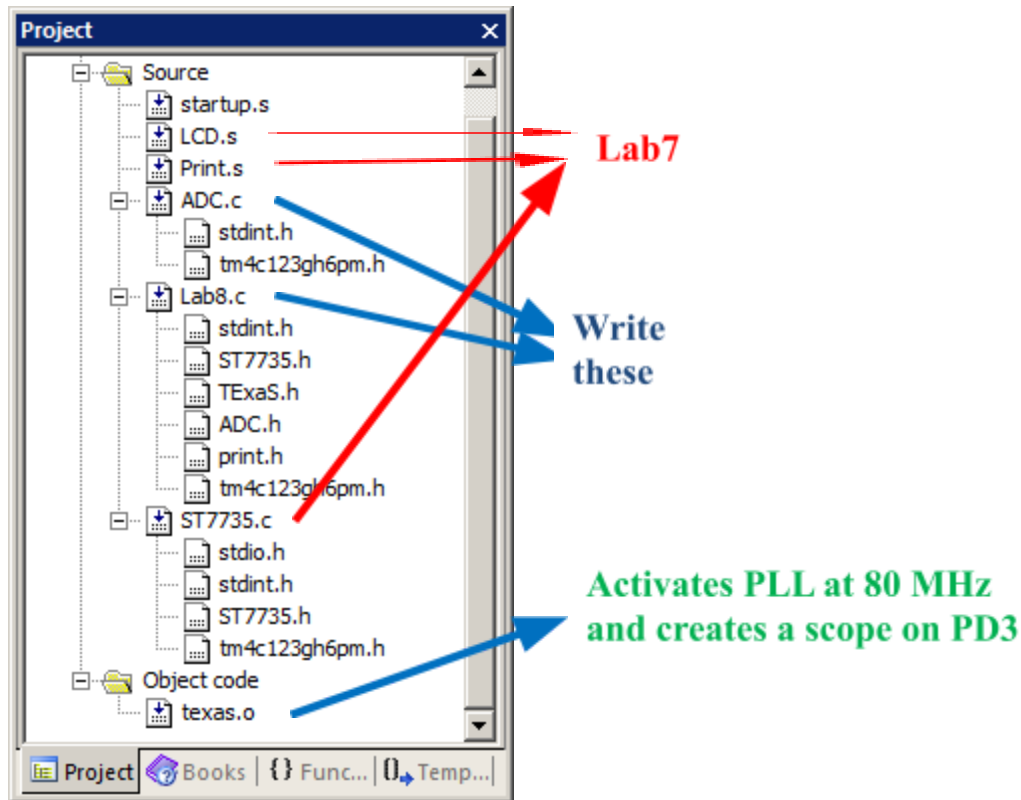 Project
Source
startup.s
LCD.s
Print.s
ADC.c
stdint.h
tm4c123gh6pm.h
Lab8.c
stdint.h
ST7735.h
TExaS.h
ADC.h
print.h
tm4c123gh6pm.h
ST7735.c
stdio.h
stdint.h
ST7735.h
tm4c123gh6pm.h
Object code
texas.o
Project Books {} Func... 0 Temp...
Lab7
Write
these
Activates PLL at 80 MHz
and creates a scope on PD3